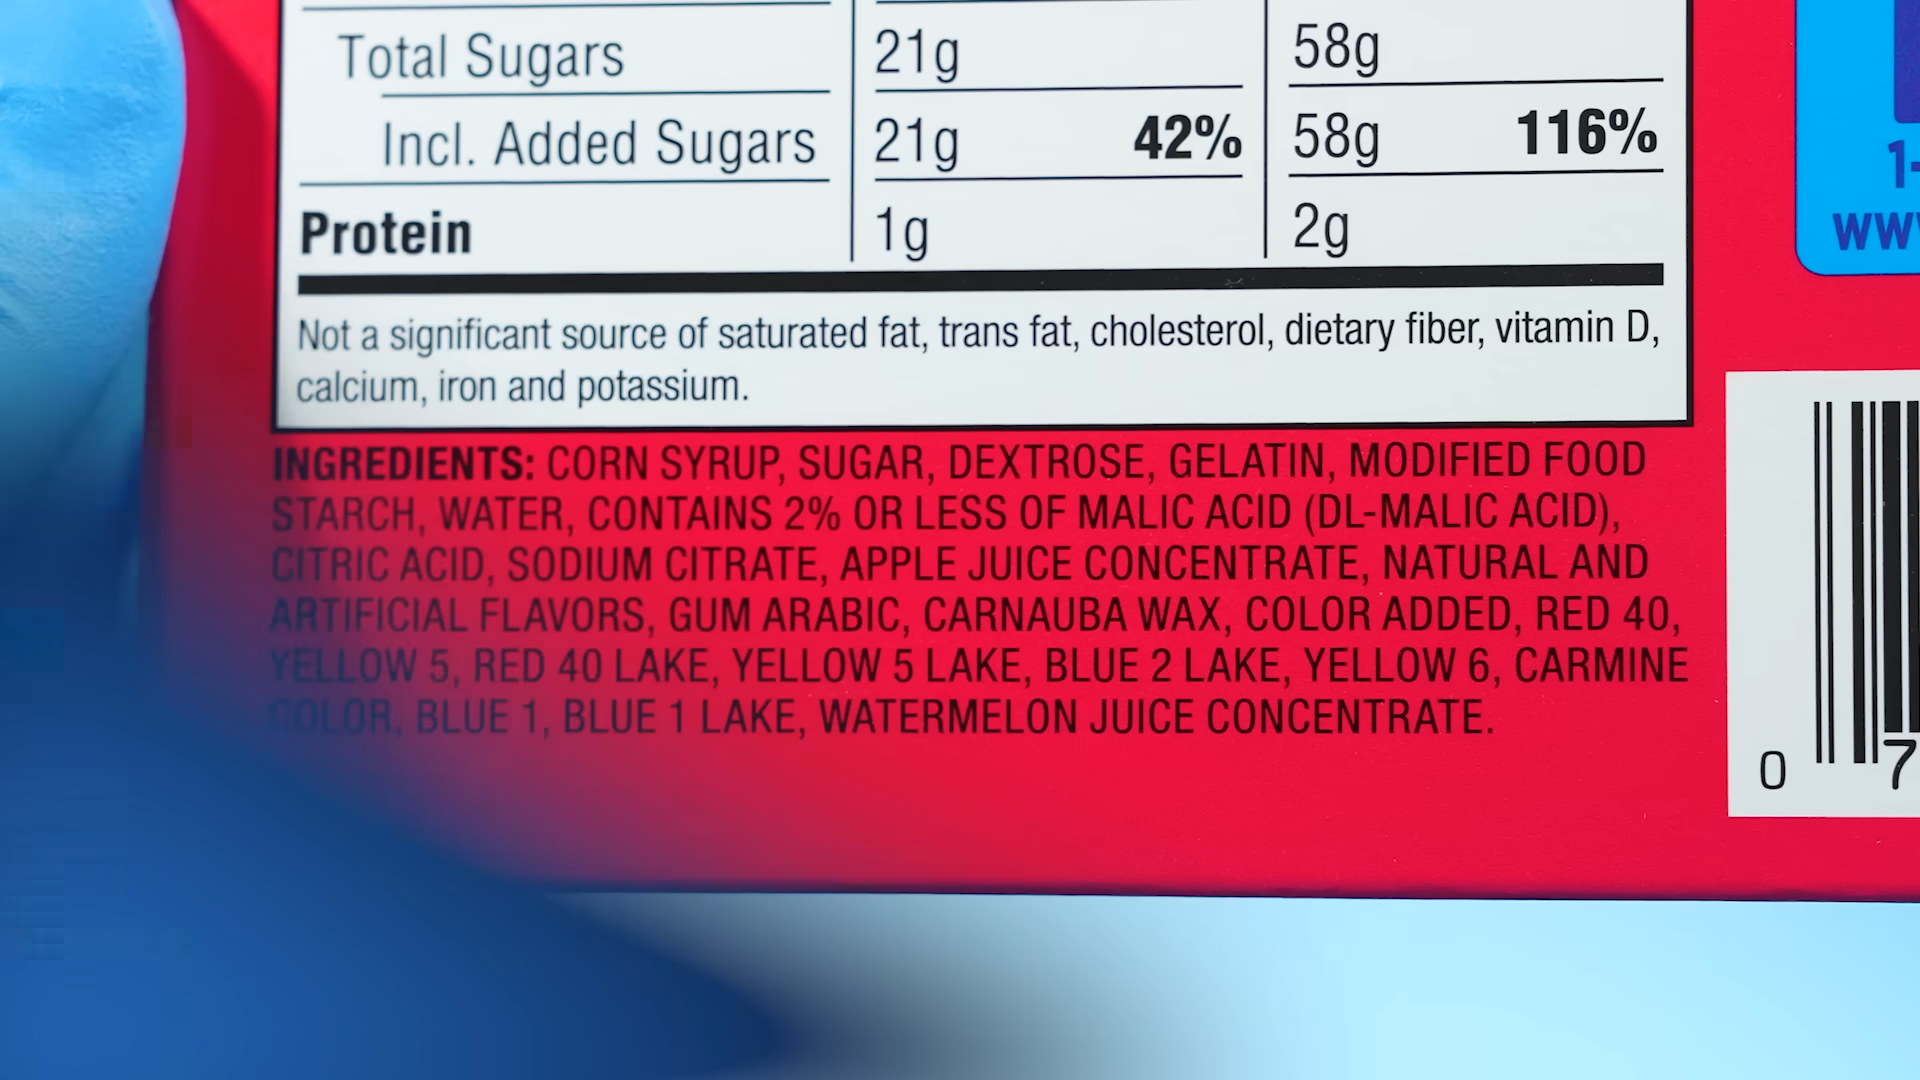 Total Sugars 21g 58g
Incl. Added Sugars 21g 42% 58g 116%
Protein 1g 2g
Not a significant source of saturated fat, trans fat, cholesterol, dietary fiber, vitamin D,
calcium, iron and potassium.
INGREDIENTS: CORN SYRUP, SUGAR, DEXTROSE, GELATIN, MODIFIED FOOD
STARCH, WATER, CONTAINS 2% OR LESS OF MALIC ACID (DL-MALIC ACID),
CITRIC ACID, SODIUM CITRATE, APPLE JUICE CONCENTRATE, NATURAL AND
ARTIFICIAL FLAVORS, GUM ARABIC, CARNAUBA WAX, COLOR ADDED, RED 40,
YELLOW 5, RED 40 LAKE, YELLOW 5 LAKE, BLUE 2 LAKE, YELLOW 6, CARMINE
COLOR, BLUE 1, BLUE 1 LAKE, WATERMELON JUICE CONCENTRATE.
1-
0 7